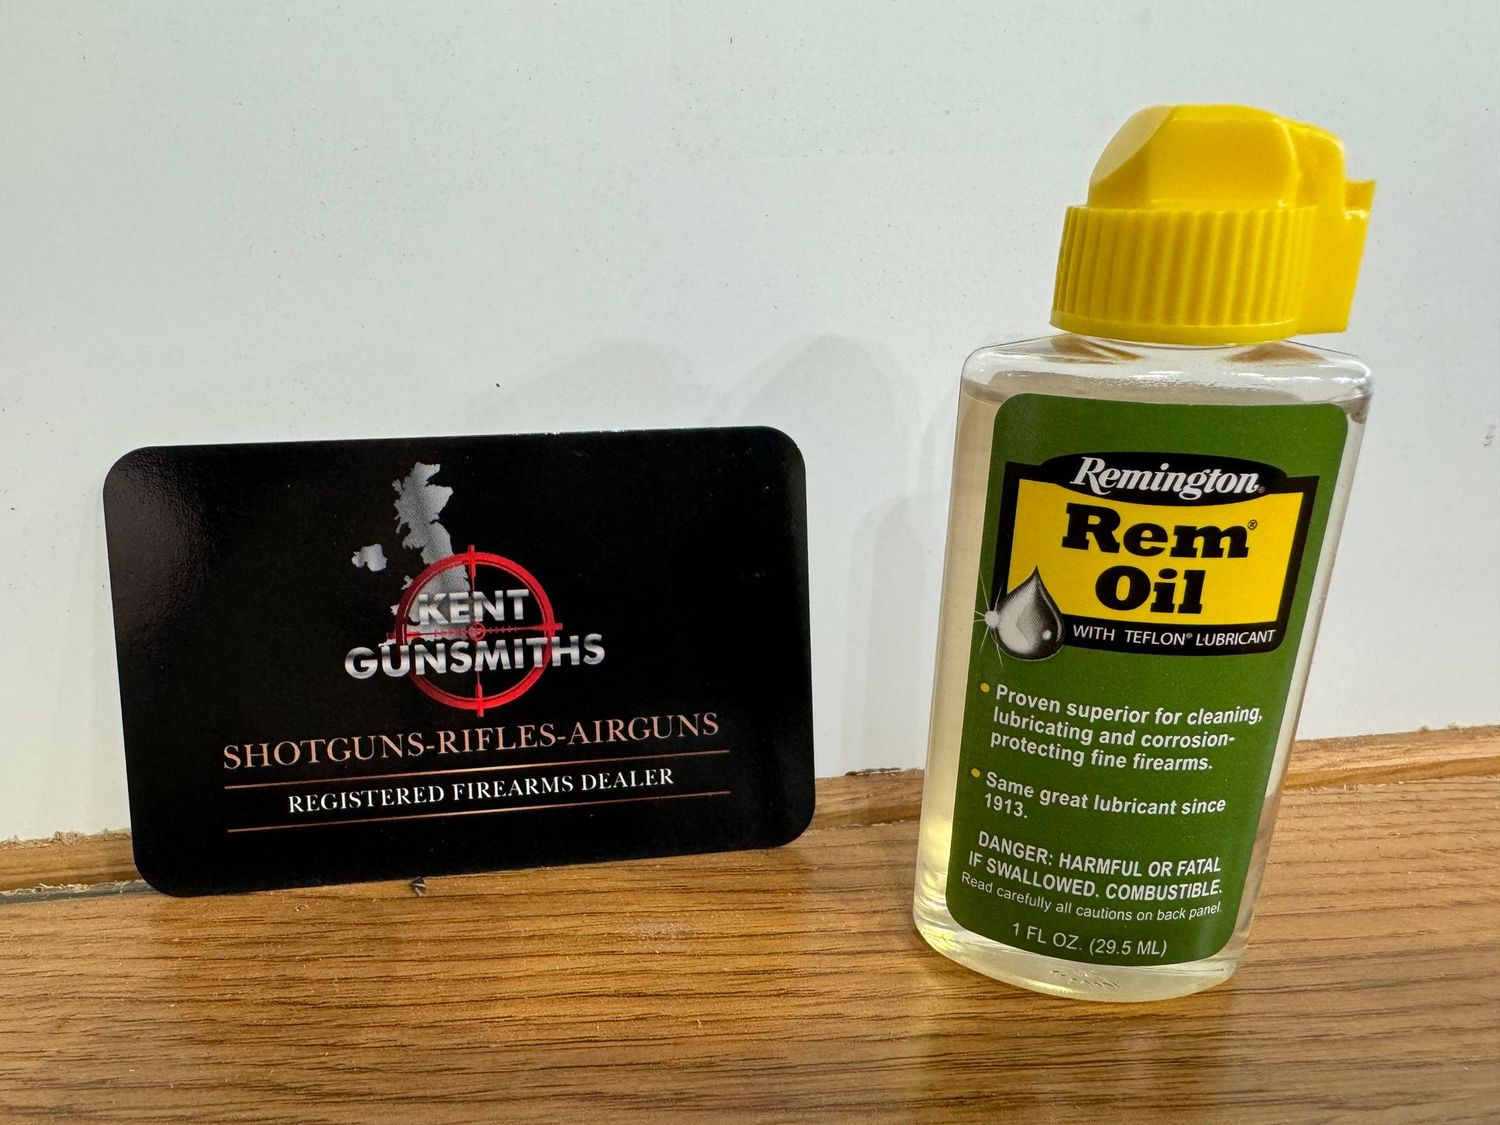 KENT
GUNSMITHS
SHOTGUNS-RIFLES-AIRGUNS
REGISTERED FIREARMS DEALER
Remington®
Rem®
Oil
WITH TEFLON® LUBRICANT
• Proven superior for cleaning,
lubricating and corrosion-
protecting fine firearms.
• Same great lubricant since
1913.
DANGER: HARMFUL OR FATAL
IF SWALLOWED. COMBUSTIBLE.
Read carefully all cautions on back panel.
1 FL OZ. (29.5 ML)